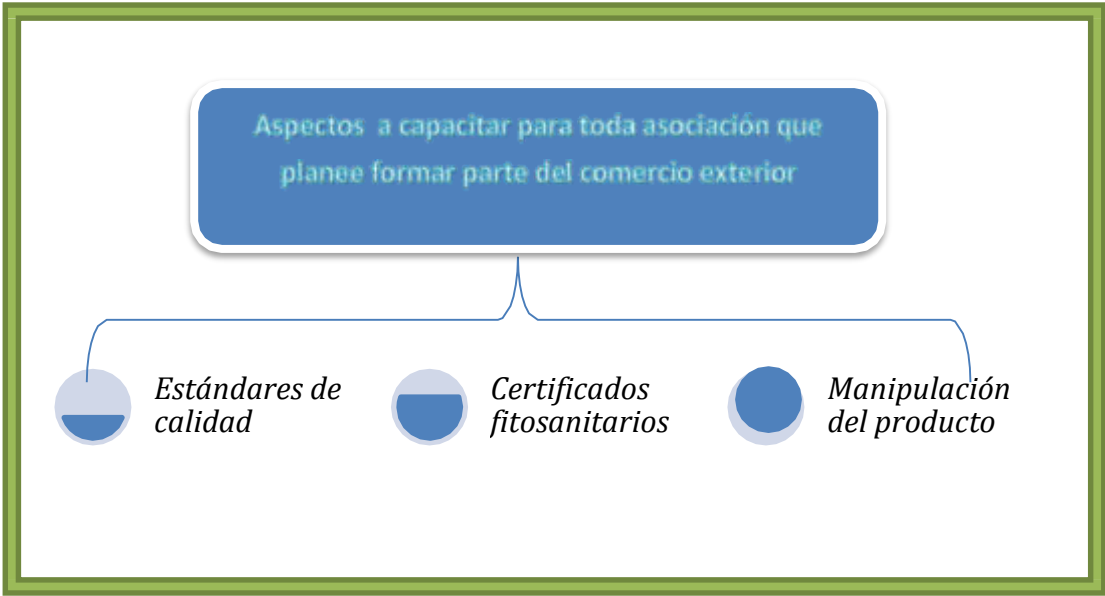 Aspectos a capacitar para toda asociación que
planee formar parte del comercio exterior
Estándares de
calidad
Certificados
fitosanitarios
Manipulación
del producto